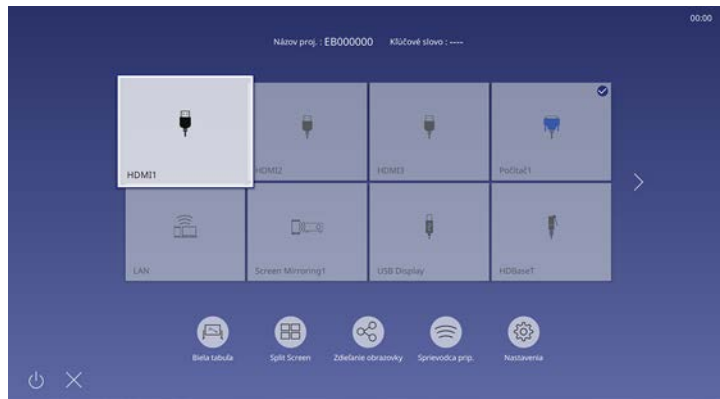 00:00
Názov proj. : EB000000 Kľúčové slovo : ----
HDMI1
HDMI2
HDMI3
Počítač1
LAN
Screen Mirroring1
USB Display
HDBaseT
Biela tabuľa
Split Screen
Zdieľanie obrazovky
Sprievodca prip.
Nastavenia